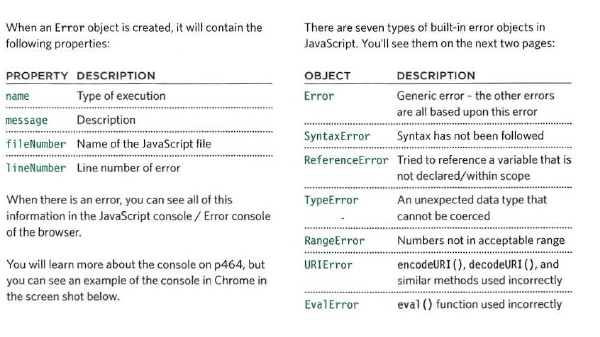 When an Error object is created, it will contain the
following properties:
PROPERTY DESCRIPTION
name Type of execution
message Description
fileNumber Name of the JavaScript file
lineNumber Line number of error
When there is an error, you can see all of this
information in the JavaScript console / Error console
of the browser.
You will learn more about the console on p464, but
you can see an example of the console in Chrome in
the screen shot below.
There are seven types of built-in error objects in
JavaScript. You'll see them on the next two pages:
OBJECT DESCRIPTION
Error Generic error – the other errors
are all based upon this error
SyntaxError Syntax has not been followed
ReferenceError Tried to reference a variable that is
not declared/within scope
TypeError An unexpected data type that
cannot be coerced
RangeError Numbers not in acceptable range
URIError encodeURI(), decodeURI(), and
similar methods used incorrectly
EvalError eval() function used incorrectly